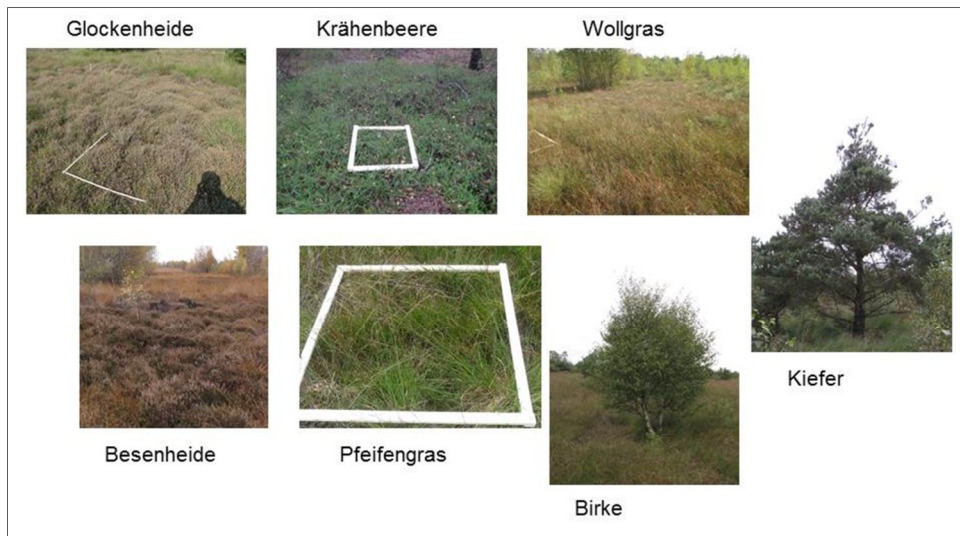 Glockenheide
Krähenbeere
Wollgras
Kiefer
Besenheide
Pfeifengras
Birke